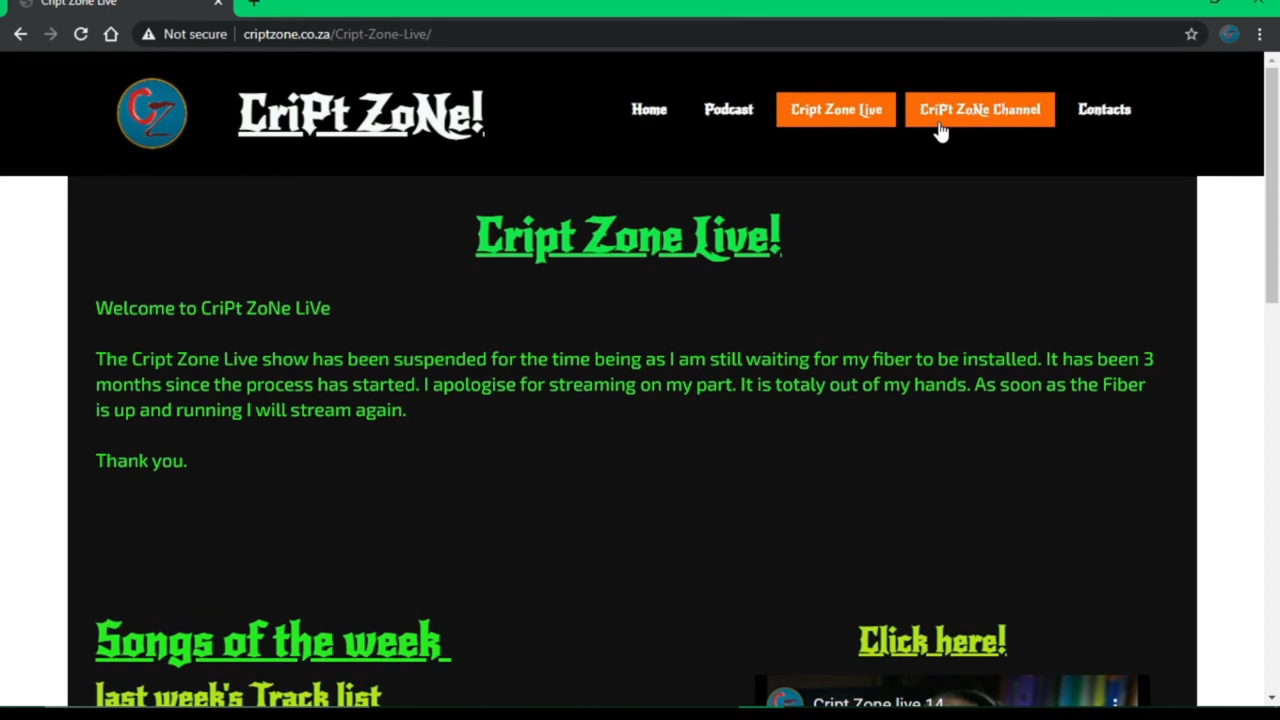 Cript Zone Live
Not secure criptzone.co.za/Cript-Zone-Live/
CZ
CriPt ZoNe!
Home Podcast Cript Zone Live CriPt ZoNe Channel Contacts
Cript Zone Live!
Welcome to CriPt ZoNe LiVe
The Cript Zone Live show has been suspended for the time being as I am still waiting for my fiber to be installed. It has been 3
months since the process has started. I apologise for streaming on my part. It is totaly out of my hands. As soon as the Fiber
is up and running I will stream again.
Thank you.
Songs of the week
Click here!
last week's Track list
Cript Zone live 14